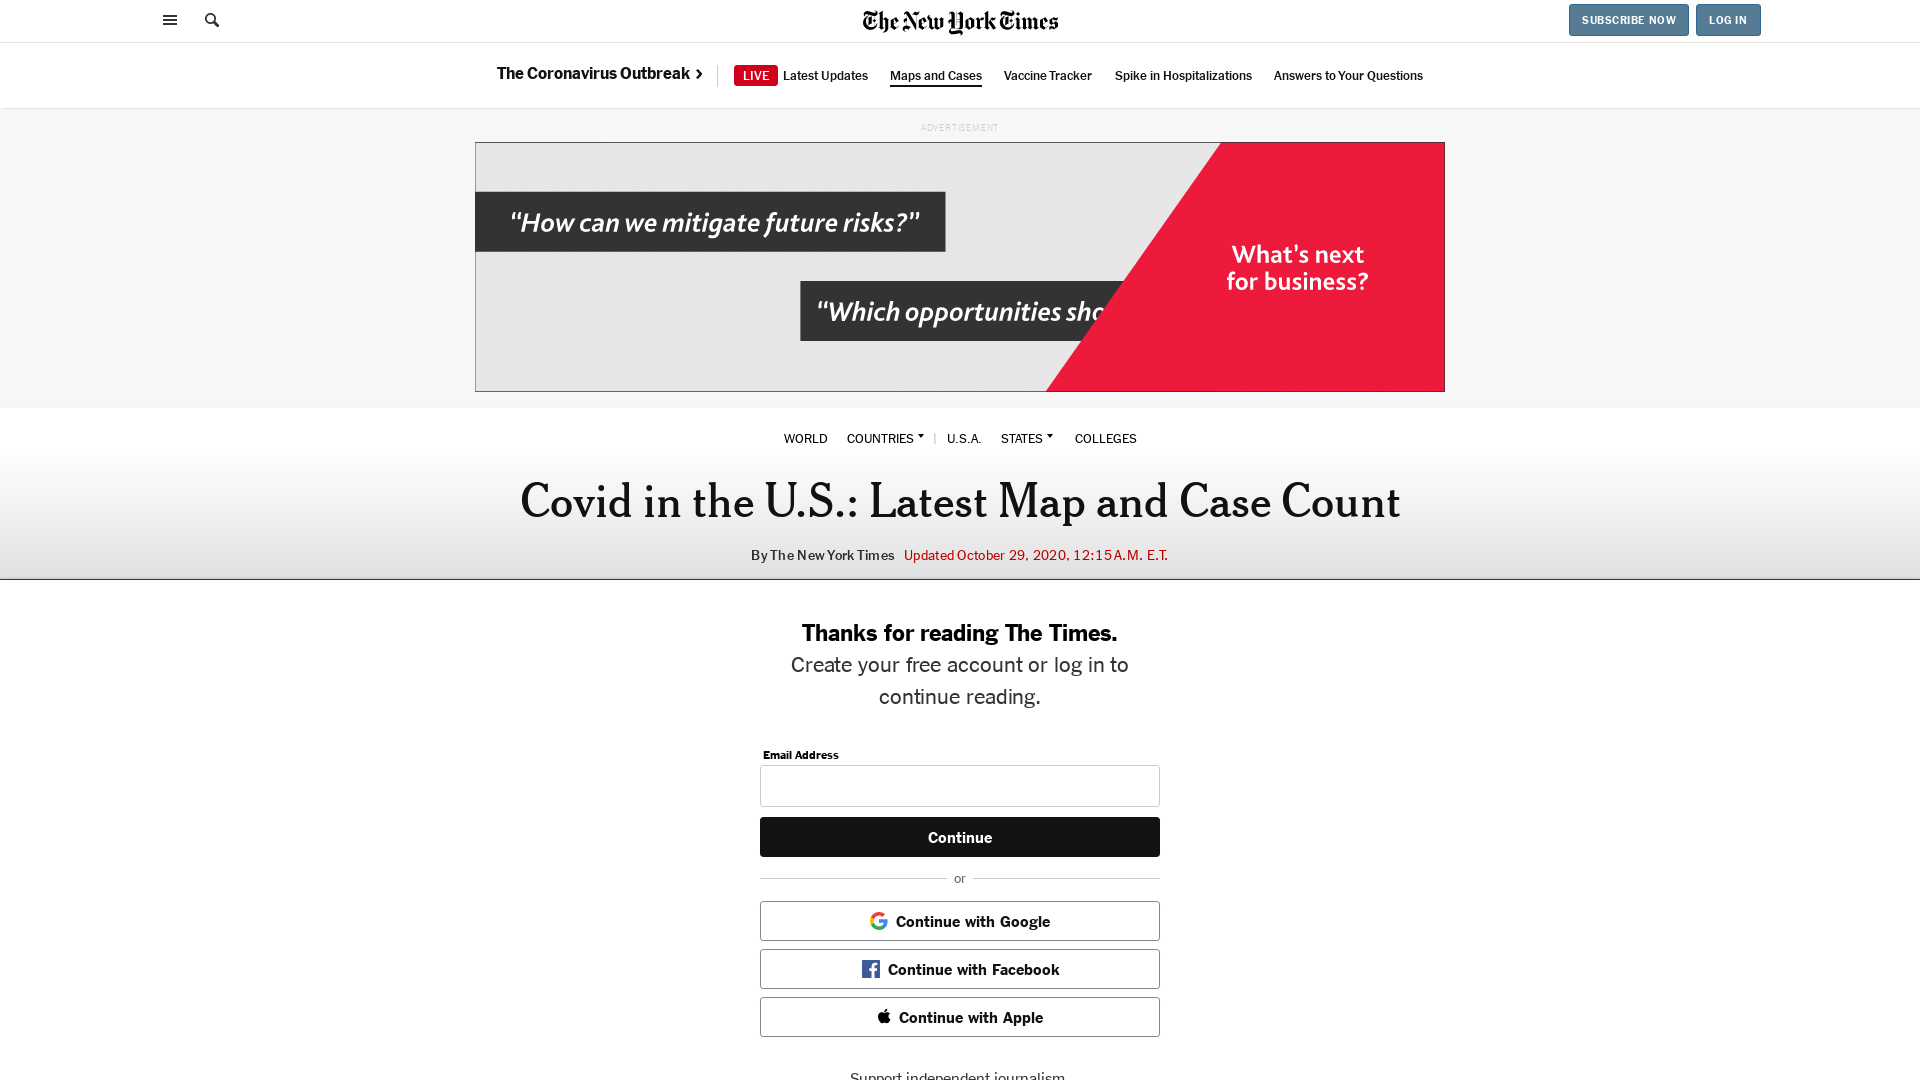 The New York Times
SUBSCRIBE NOW
LOG IN
The Coronavirus Outbreak
LIVE Latest Updates
Maps and Cases
Vaccine Tracker
Spike in Hospitalizations
Answers to Your Questions
ADVERTISEMENT
“How can we mitigate future risks?”
“Which opportunities sho
What’s next
for business?
WORLD COUNTRIES | U.S.A. STATES COLLEGES
Covid in the U.S.: Latest Map and Case Count
By The New York Times Updated October 29, 2020, 12:15 A.M. E.T.
Thanks for reading The Times.
Create your free account or log in to
continue reading.
Email Address
Continue
or
Continue with Google
Continue with Facebook
Continue with Apple
Support independent journalism